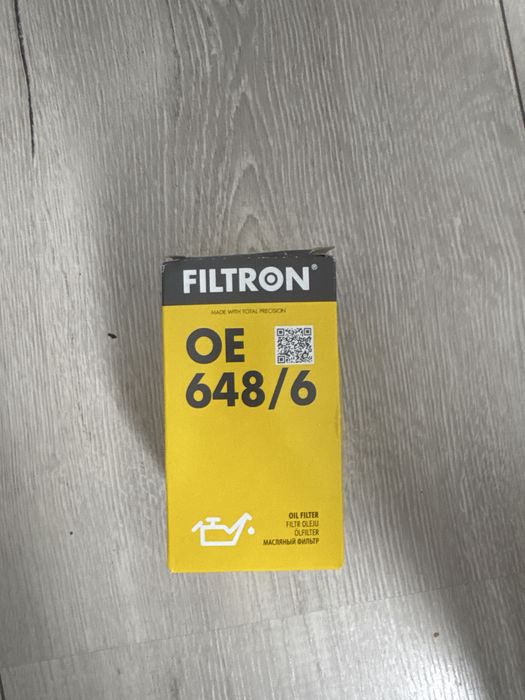 FILTRON®
MADE WITH TOTAL PRECISION
OE
648/6
OIL FILTER
FILTR OLEJU
ÖLFILTER
МАСЛЯНЫЙ ФИЛЬТР